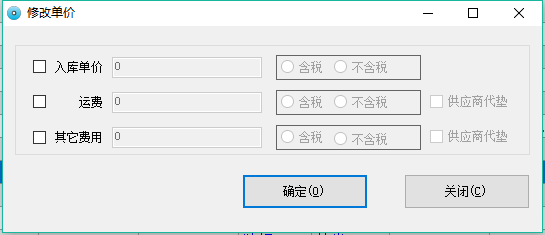 修改单价
入库单价 0 含税 不含税
运费 0 含税 不含税 供应商代垫
其它费用 0 含税 不含税 供应商代垫
确定(O) 关闭(C)